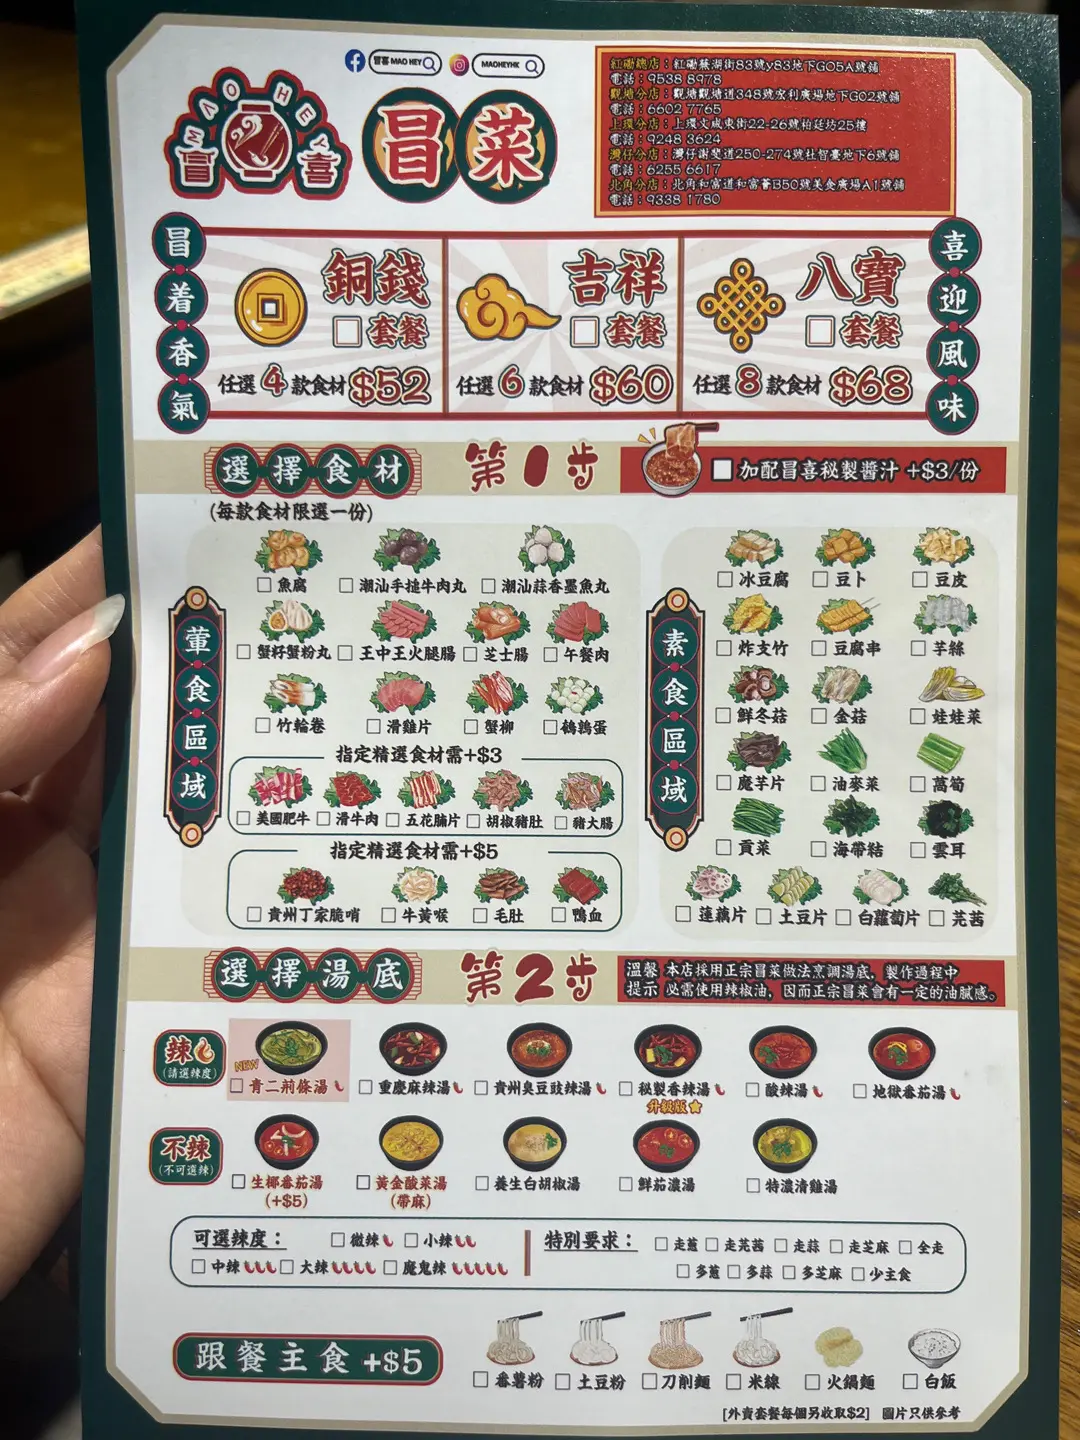 冒喜 MAO HEY
MAOHEYHK
MAO HEY
冒喜
冒菜
紅磡總店：紅磡蕪湖街83號y83地下G05A號舖
電話：9538 8978
觀塘分店：觀塘觀塘道348號宏利廣場地下G02號舖
電話：6602 7765
上環分店：上環文咸東街22-26號柏廷坊25樓
電話：9248 3624
灣仔分店：灣仔謝斐道250-274號杜智臺地下6號舖
電話：6255 6617
北角分店：北角和富道和富薈B50號美食廣場A1號舖
電話：9338 1780
冒着香氣
喜迎風味
銅錢
套餐
任選4款食材$52
吉祥
套餐
任選6款食材$60
八寶
套餐
任選8款食材$68
選擇食材
第1步
加配冒喜秘製醬汁 +$3/份
(每款食材限選一份)
葷食區域
魚腐 潮汕手搥牛肉丸 潮汕蒜香墨魚丸
蟹籽蟹粉丸 王中王火腿腸 芝士腸 午餐肉
竹輪卷 滑雞片 蟹柳 鵪鶉蛋
指定精選食材需+$3
美國肥牛 滑牛肉 五花腩片 胡椒豬肚 豬大腸
指定精選食材需+$5
貴州丁家脆哨 牛黃喉 毛肚 鴨血
素食區域
冰豆腐 豆卜 豆皮
炸支竹 豆腐串 芋絲
鮮冬菇 金菇 娃娃菜
魔芋片 油麥菜 萵筍
貢菜 海帶結 雲耳
蓮藕片 土豆片 白蘿蔔片 芫茜
選擇湯底
第2步
溫馨 本店採用正宗冒菜做法烹調湯底，製作過程中
提示 必需使用辣椒油，因而正宗冒菜會有一定的油膩感。
辣
(請選辣度)
NEW
青二荊條湯 重慶麻辣湯 貴州臭豆豉辣湯 秘製香辣湯 酸辣湯 地獄番茄湯
升級版
不辣
(不可選辣)
生椰番茄湯 黃金酸菜湯 養生白胡椒湯 鮮茄濃湯 特濃清雞湯
(+$5) (帶麻)
可選辣度： 微辣 小辣
中辣 大辣 魔鬼辣
特別要求： 走蔥 走芫茜 走蒜 走芝麻 全走
多蔥 多蒜 多芝麻 少主食
跟餐主食 +$5
番薯粉 土豆粉 刀削麵 米線 火鍋麵 白飯
[外賣套餐每個另收取$2] 圖片只供參考